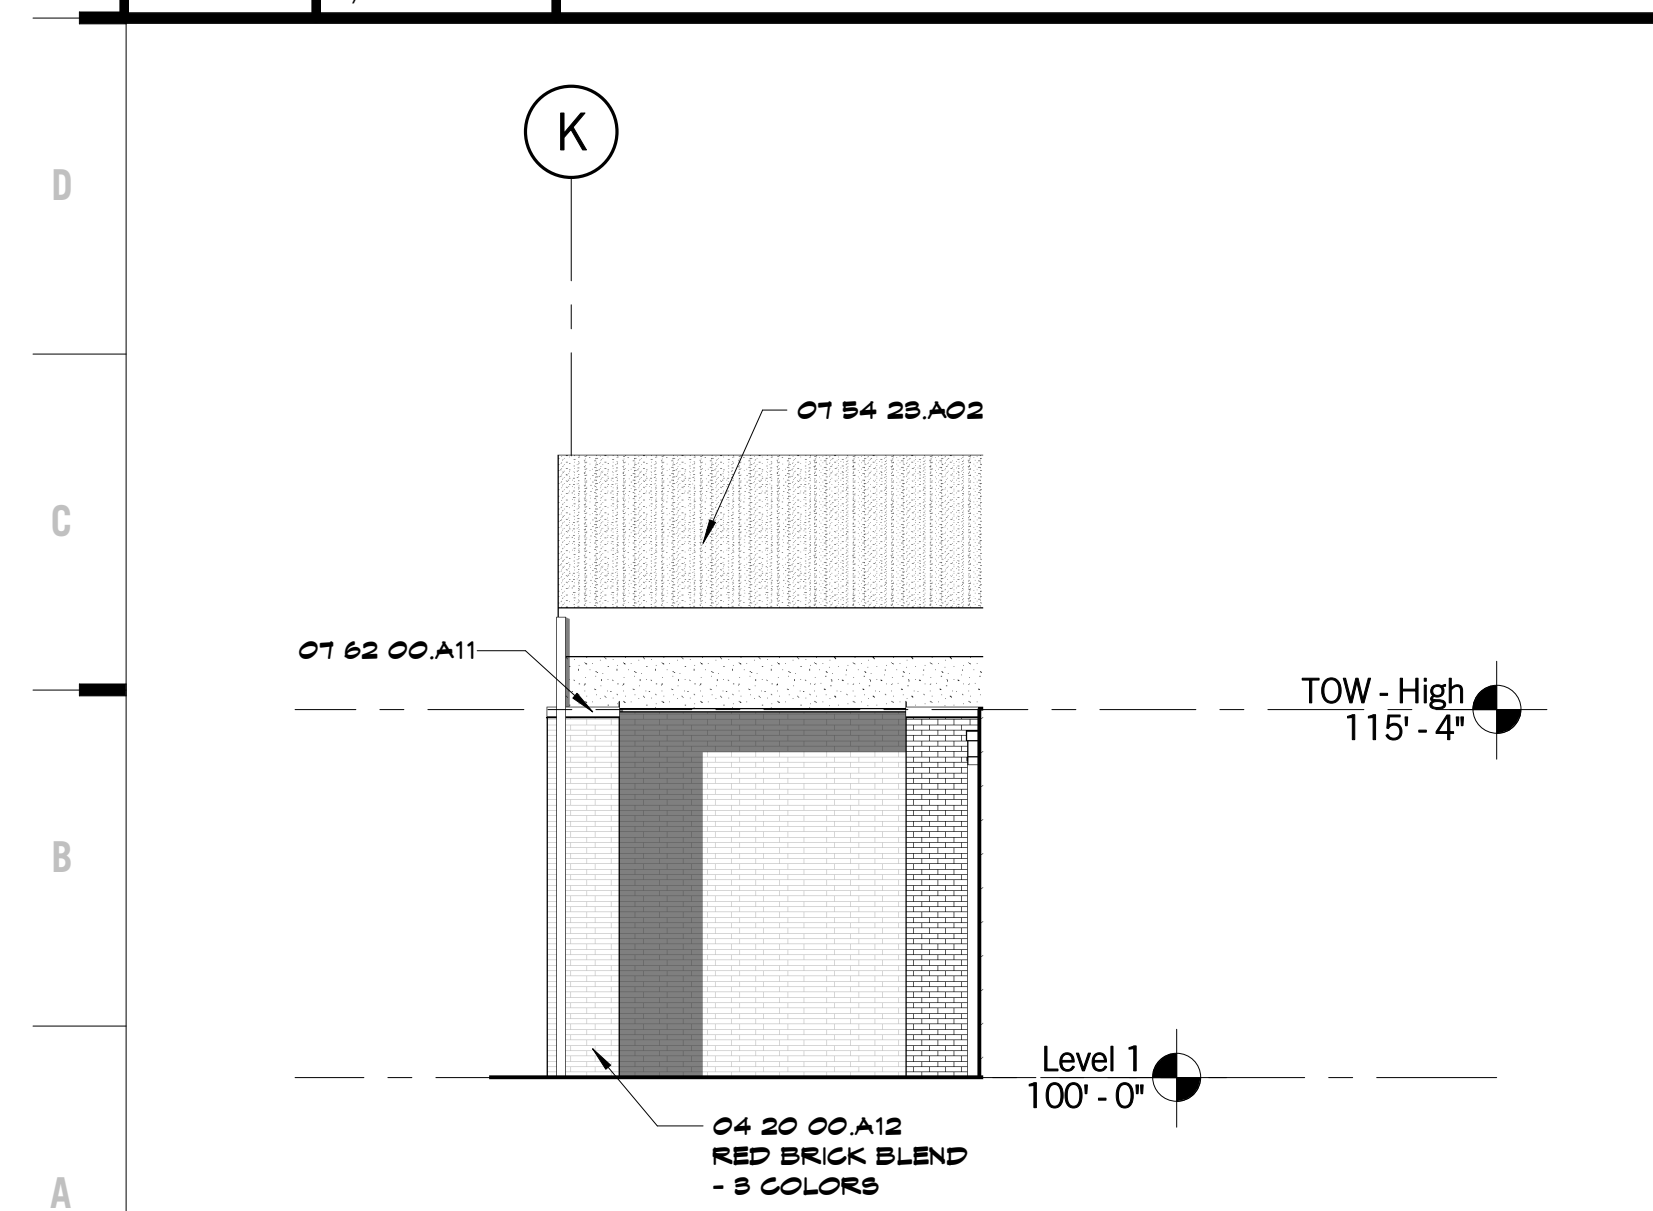 K
D
07 54 23.A02
C
07 62 00.A11
TOW - High
115' - 4"
B
Level 1
100' - 0"
04 20 00.A12
RED BRICK BLEND
- 3 COLORS
A